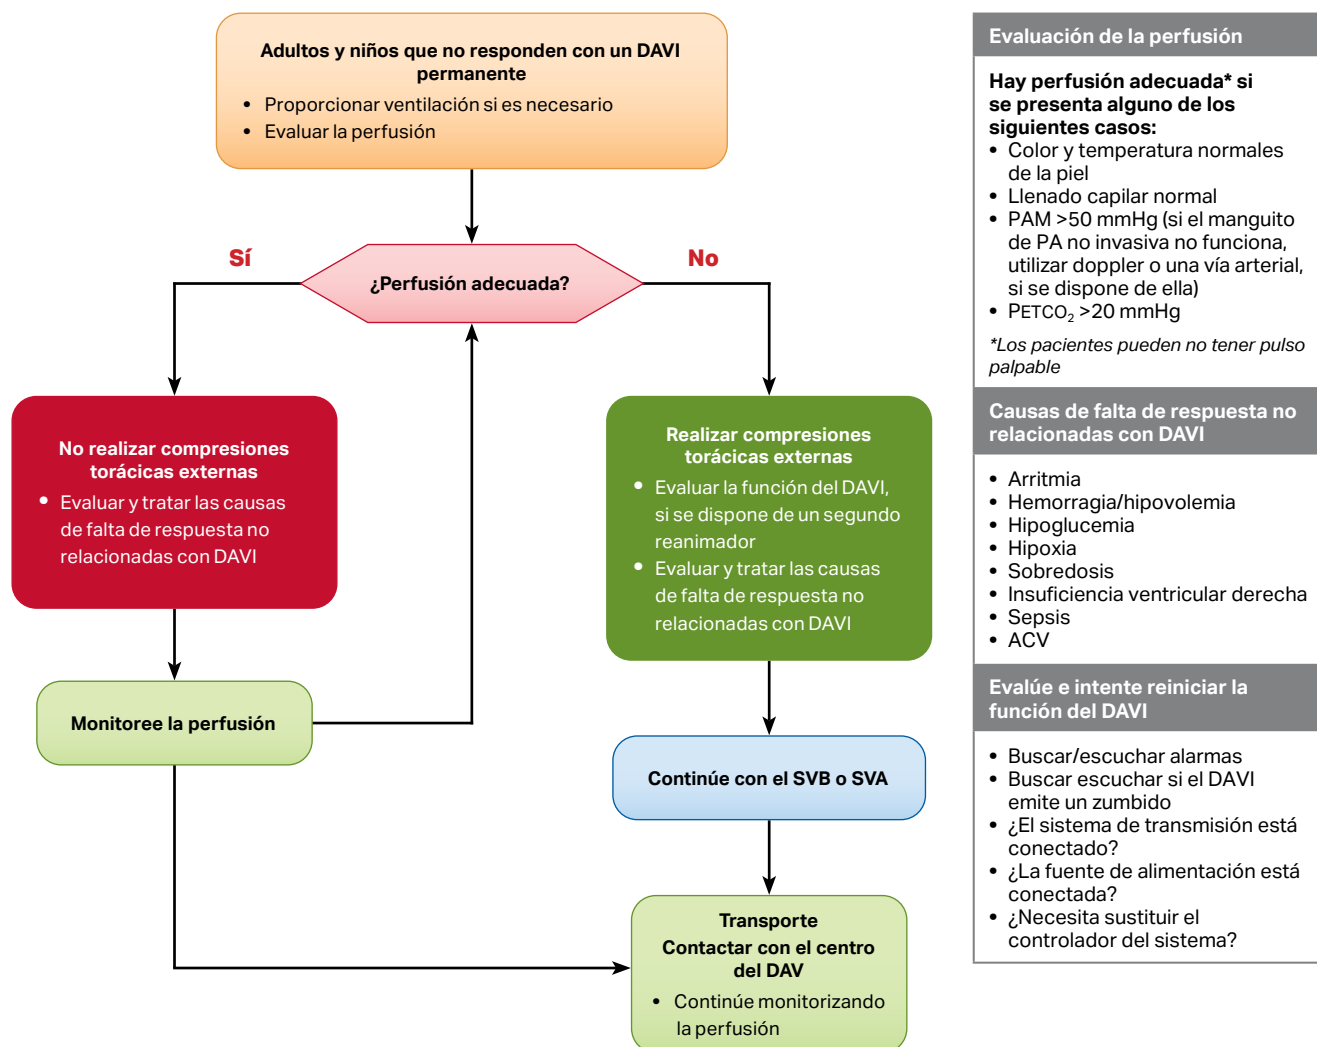 Adultos y niños que no responden con un DAVI
permanente
• Proporcionar ventilación si es necesario
• Evaluar la perfusión
Sí
¿Perfusión adecuada?
No
No realizar compresiones
torácicas externas
• Evaluar y tratar las causas
de falta de respuesta no
relacionadas con DAVI
Realizar compresiones
torácicas externas
• Evaluar la función del DAVI,
si se dispone de un segundo
reanimador
• Evaluar y tratar las causas
de falta de respuesta no
relacionadas con DAVI
Monitoree la perfusión
Continúe con el SVB o SVA
Transporte
Contactar con el centro
del DAV
• Continúe monitorizando
la perfusión
Evaluación de la perfusión
Hay perfusión adecuada* si
se presenta alguno de los
siguientes casos:
• Color y temperatura normales
de la piel
• Llenado capilar normal
• PAM >50 mmHg (si el manguito
de PA no invasiva no funciona,
utilizar doppler o una vía arterial,
si se dispone de ella)
• PETCO₂ >20 mmHg
*Los pacientes pueden no tener pulso
palpable
Causas de falta de respuesta no
relacionadas con DAVI
• Arritmia
• Hemorragia/hipovolemia
• Hipoglucemia
• Hipoxia
• Sobredosis
• Insuficiencia ventricular derecha
• Sepsis
• ACV
Evalúe e intente reiniciar la
función del DAVI
• Buscar/escuchar alarmas
• Buscar escuchar si el DAVI
emite un zumbido
• ¿El sistema de transmisión está
conectado?
• ¿La fuente de alimentación está
conectada?
• ¿Necesita sustituir el
controlador del sistema?